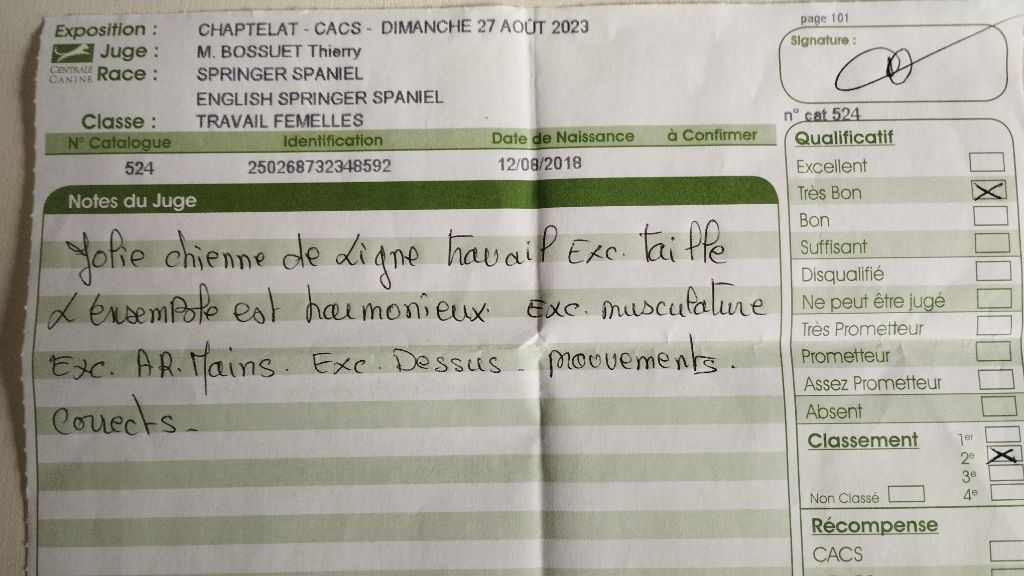 Exposition : CHAPTELAT - CACS - DIMANCHE 27 AOÛT 2023
page 101
CENTRALE CANINE
Juge : M. BOSSUET Thierry
Signature :
Race : SPRINGER SPANIEL
ENGLISH SPRINGER SPANIEL
Classe : TRAVAIL FEMELLES
n° cat 524
N° Catalogue Identification Date de Naissance à Confirmer
524 250268732348592 12/08/2018
Notes du Juge
Jolie chienne de Ligne travail Exc. taille
L'ensemble est harmonieux. Exc. musculature
Exc. AR. Mains. Exc. Dessus. mouvements.
Corrects.
Qualificatif
Excellent
Très Bon
Bon
Suffisant
Disqualifié
Ne peut être jugé
Très Prometteur
Prometteur
Assez Prometteur
Absent
Classement 1er
2e
3e
Non Classé 4e
Récompense
CACS